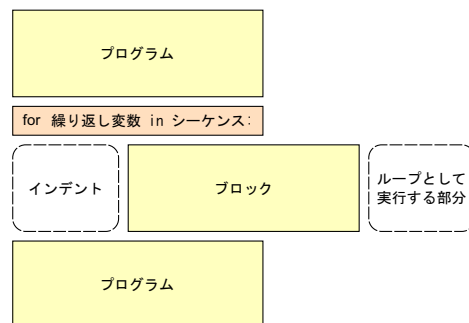 プログラム
for 繰り返し変数 in シーケンス:
インデント
ブロック
ループとして
実行する部分
プログラム